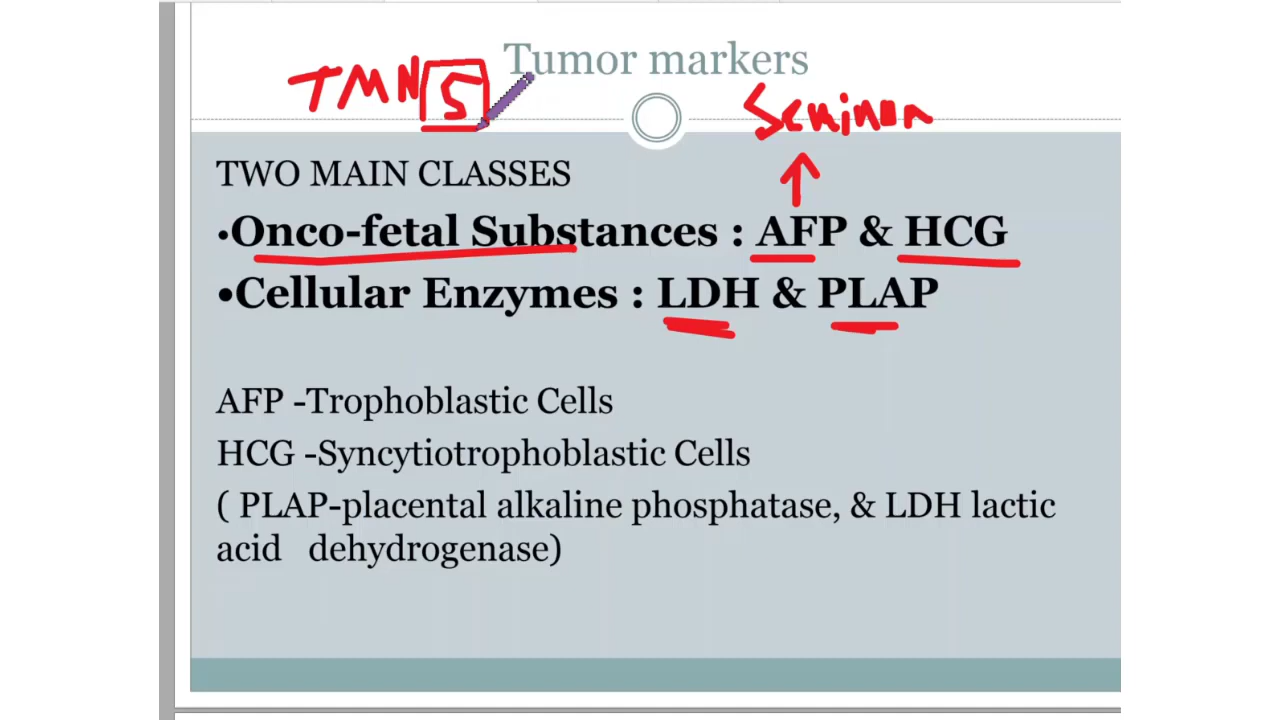 Tumor markers
TMN S
TWO MAIN CLASSES
•Onco-fetal Substances : AFP & HCG
•Cellular Enzymes : LDH & PLAP
AFP -Trophoblastic Cells
HCG -Syncytiotrophoblastic Cells
( PLAP-placental alkaline phosphatase, & LDH lactic
acid dehydrogenase)